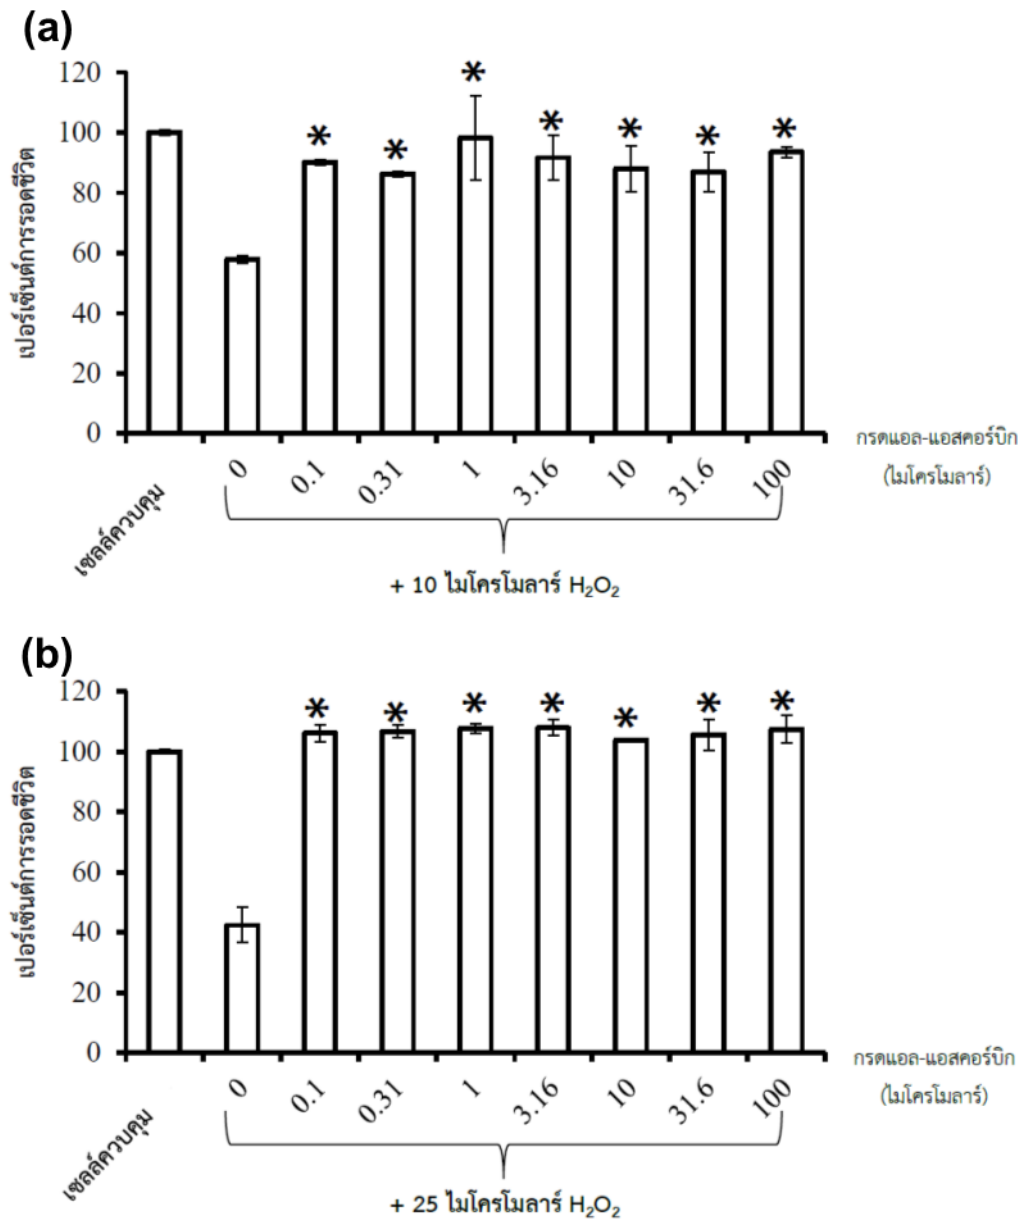 (a)
120
100
80
60
40
20
0
เปอร์เซ็นต์การรอดชีวิต
* * * * * * *
เซลล์ควบคุม 0 0.1 0.31 1 3.16 10 31.6 100
กรดแอล-แอสคอร์บิก
(ไมโครโมลาร์)
+ 10 ไมโครโมลาร์ H₂O₂
(b)
120
100
80
60
40
20
0
เปอร์เซ็นต์การรอดชีวิต
* * * * * * *
เซลล์ควบคุม 0 0.1 0.31 1 3.16 10 31.6 100
กรดแอล-แอสคอร์บิก
(ไมโครโมลาร์)
+ 25 ไมโครโมลาร์ H₂O₂